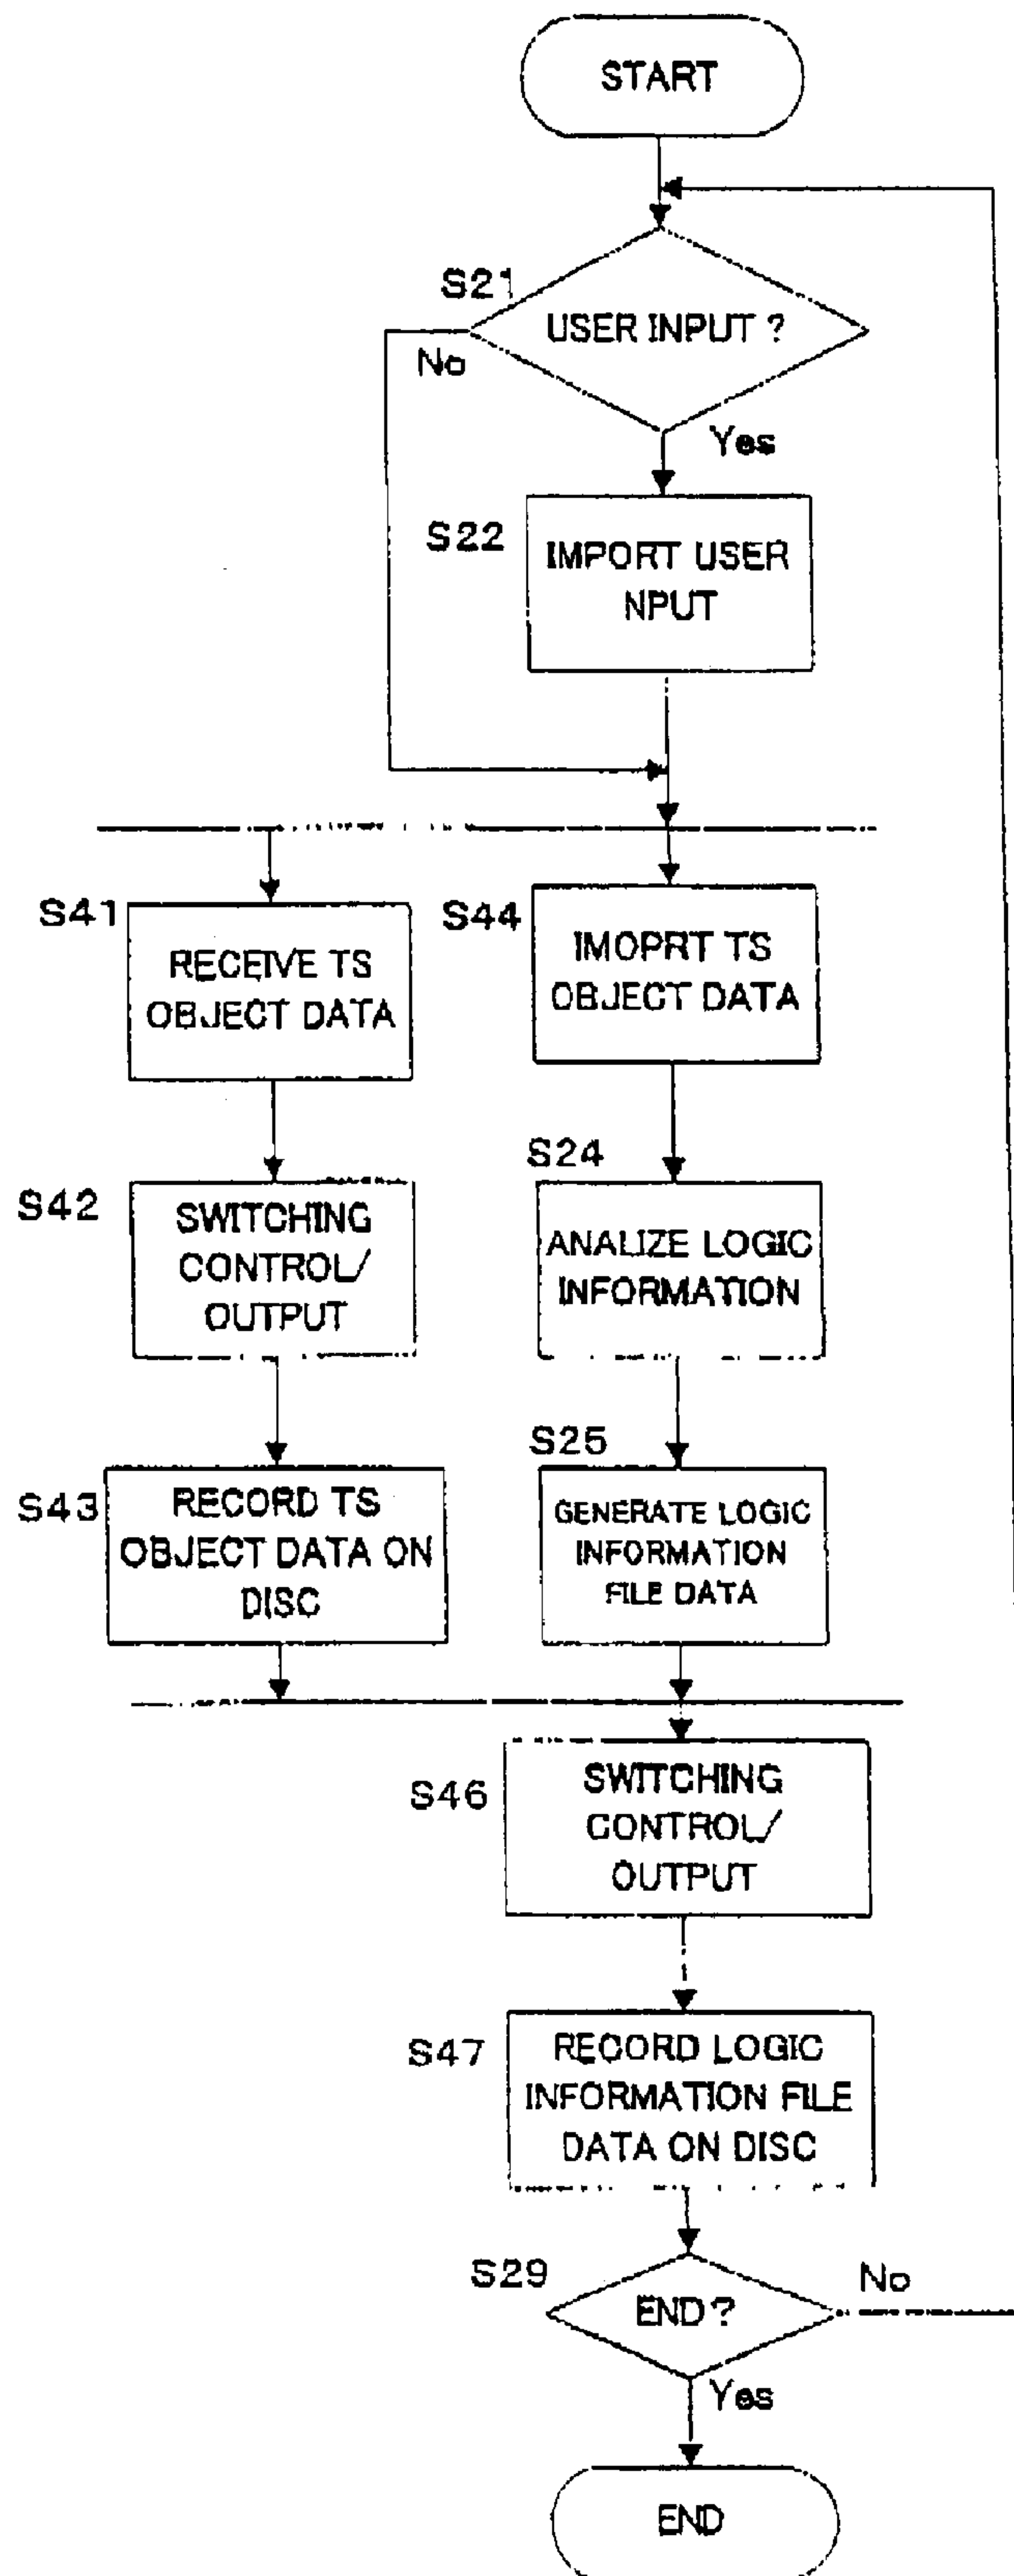 START
S21
USER INPUT ?
No
Yes
S22
IMPORT USER
NPUT
S41
RECEIVE TS
OBJECT DATA
S44
IMOPRT TS
OBJECT DATA
S42
SWITCHING
CONTROL/
OUTPUT
S24
ANALIZE LOGIC
INFORMATION
S43
RECORD TS
OBJECT DATA ON
DISC
S25
GENERATE LOGIC
INFORMATION
FILE DATA
S46
SWITCHING
CONTROL/
OUTPUT
S47
RECORD LOGIC
INFORMATION FILE
DATA ON DISC
S29
END ?
No
Yes
END